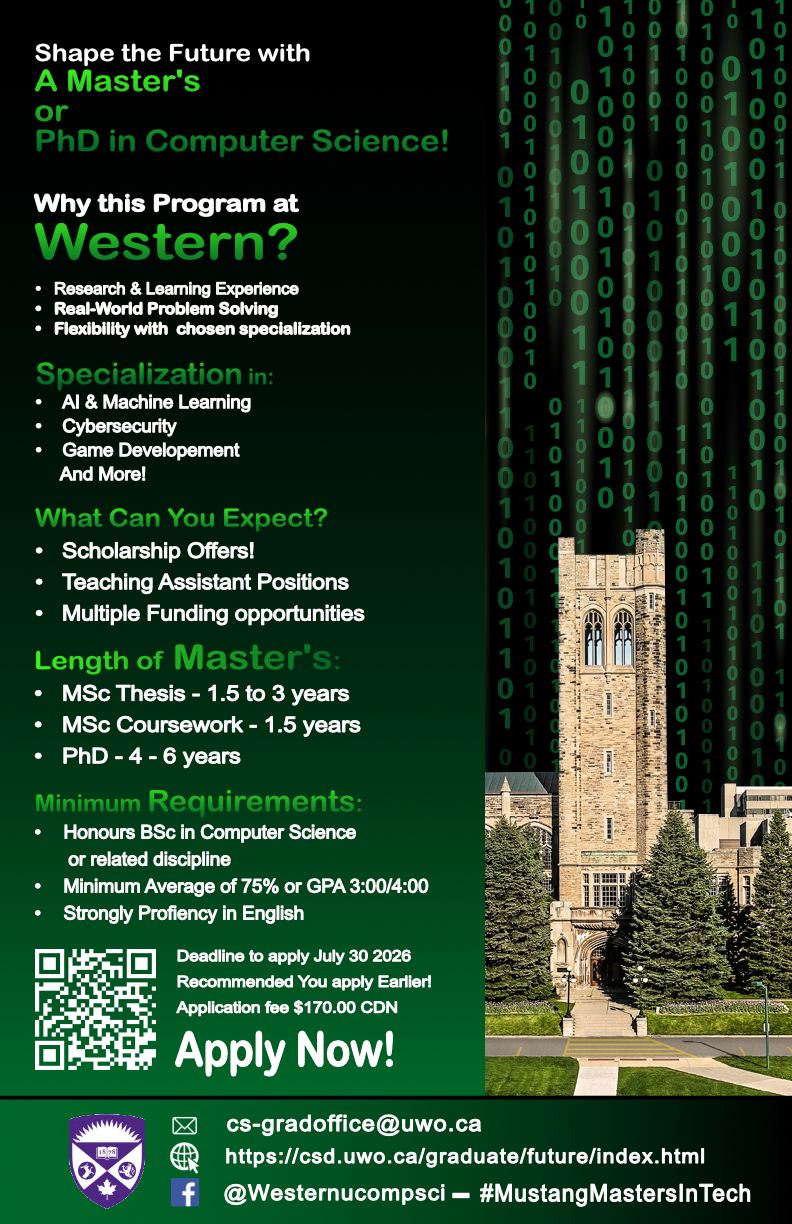 Shape the Future with
A Master's
or
PhD in Computer Science!
Why this Program at
Western?
• Research & Learning Experience
• Real-World Problem Solving
• Flexibility with chosen specialization
Specialization in:
• AI & Machine Learning
• Cybersecurity
• Game Developement
And More!
What Can You Expect?
• Scholarship Offers!
• Teaching Assistant Positions
• Multiple Funding opportunities
Length of Master's:
• MSc Thesis - 1.5 to 3 years
• MSc Coursework - 1.5 years
• PhD - 4 - 6 years
Minimum Requirements:
• Honours BSc in Computer Science
or related discipline
• Minimum Average of 75% or GPA 3:00/4:00
• Strongly Profiency in English
Deadline to apply July 30 2026
Recommended You apply Earlier!
Application fee $170.00 CDN
Apply Now!
1878
cs-gradoffice@uwo.ca
https://csd.uwo.ca/graduate/future/index.html
@Westernucompsci – #MustangMastersInTech